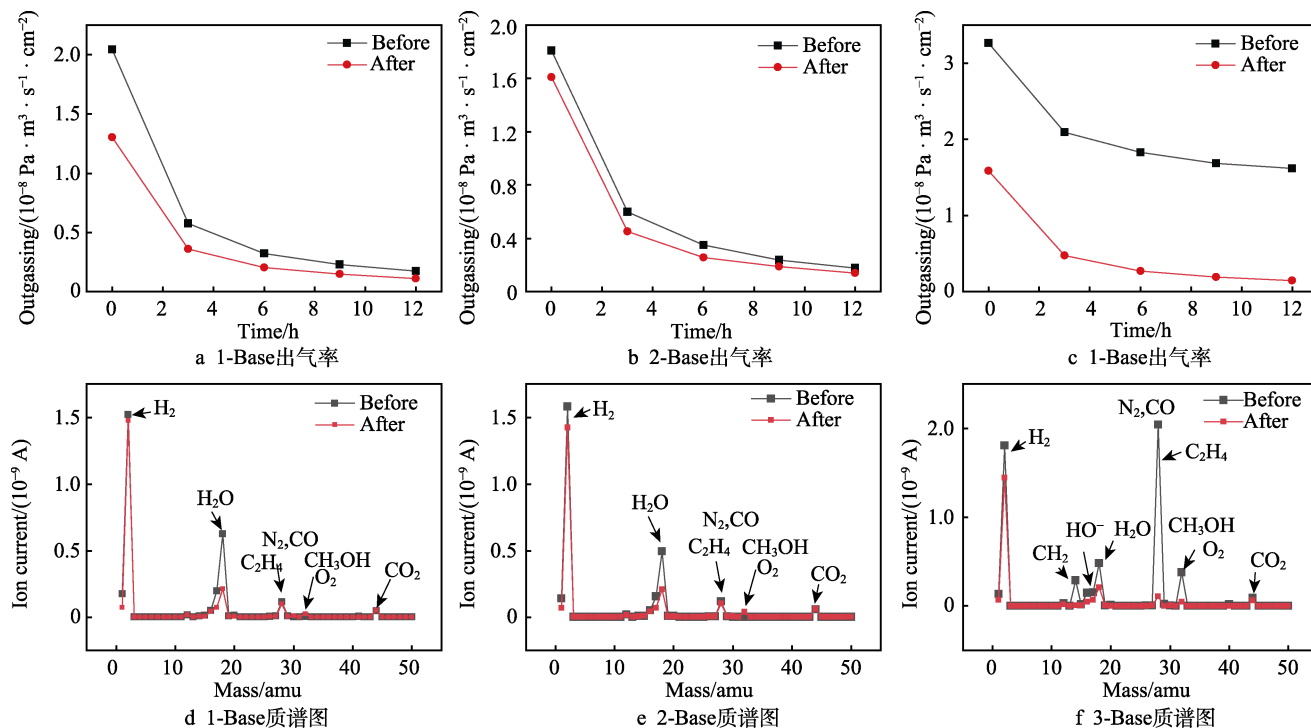 Outgassing/(10⁻⁸ Pa · m³ · s⁻¹ · cm⁻²)
2.0
1.5
1.0
0.5
0
Before
After
0 2 4 6 8 10 12
Time/h
a 1-Base出气率
Outgassing/(10⁻⁸ Pa · m³ · s⁻¹ · cm⁻²)
2.0
1.6
1.2
0.8
0.4
0
Before
After
0 2 4 6 8 10 12
Time/h
b 2-Base出气率
Outgassing/(10⁻⁸ Pa · m³ · s⁻¹ · cm⁻²)
3
2
1
0
Before
After
0 2 4 6 8 10 12
Time/h
c 1-Base出气率
Ion current/(10⁻⁹ A)
1.5
1.0
0.5
0
Before
After
H₂
H₂O
N₂,CO
C₂H₄
CH₃OH
O₂
CO₂
0 10 20 30 40 50
Mass/amu
d 1-Base质谱图
Ion current/(10⁻⁹ A)
1.5
1.0
0.5
0
Before
After
H₂
H₂O
N₂,CO
C₂H₄
CH₃OH
O₂
CO₂
0 10 20 30 40 50
Mass/amu
e 2-Base质谱图
Ion current/(10⁻⁹ A)
2.0
1.0
0
Before
After
N₂,CO
H₂
C₂H₄
HO⁻
H₂O
CH₃OH
CH₂
O₂
CO₂
0 10 20 30 40 50
Mass/amu
f 3-Base质谱图